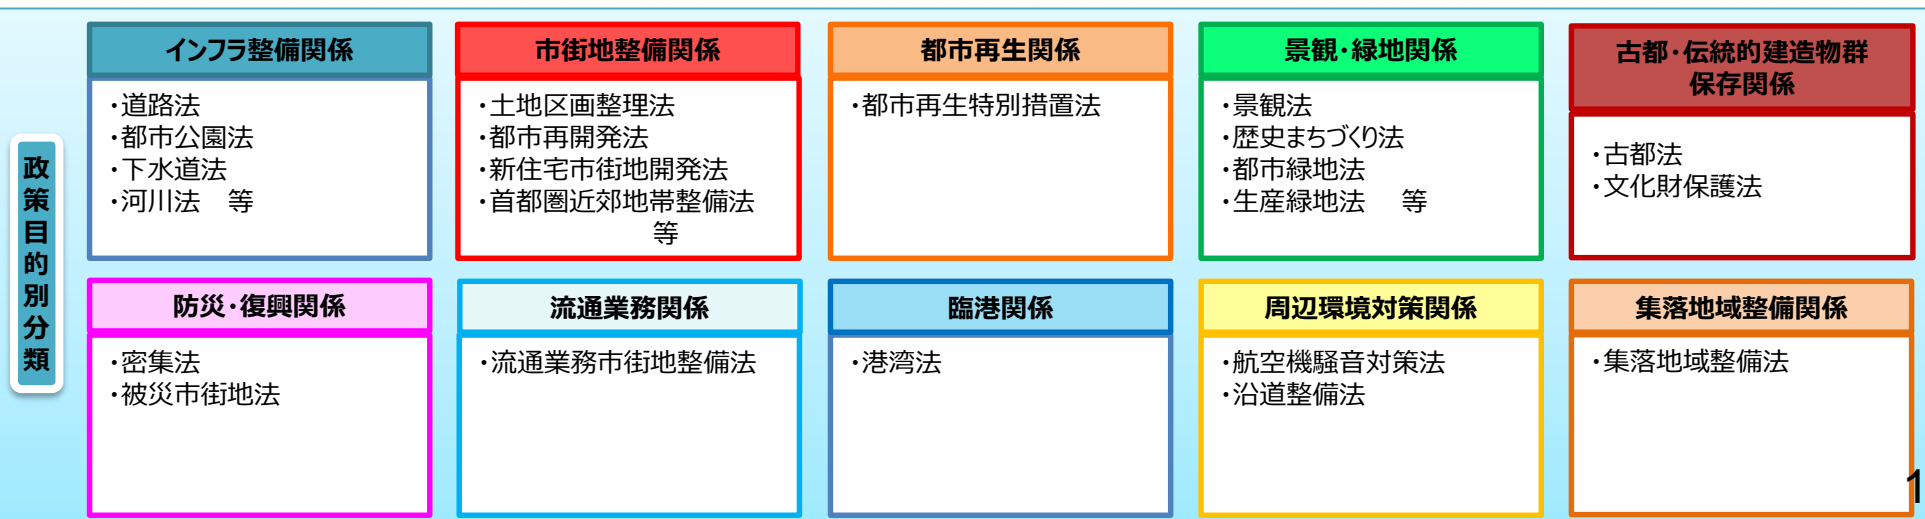 政策目的別分類
インフラ整備関係
・道路法
・都市公園法
・下水道法
・河川法　等
市街地整備関係
・土地区画整理法
・都市再開発法
・新住宅市街地開発法
・首都圏近郊地帯整備法
等
都市再生関係
・都市再生特別措置法
景観・緑地関係
・景観法
・歴史まちづくり法
・都市緑地法
・生産緑地法　等
古都・伝統的建造物群
保存関係
・古都法
・文化財保護法
防災・復興関係
・密集法
・被災市街地法
流通業務関係
・流通業務市街地整備法
臨港関係
・港湾法
周辺環境対策関係
・航空機騒音対策法
・沿道整備法
集落地域整備関係
・集落地域整備法
1